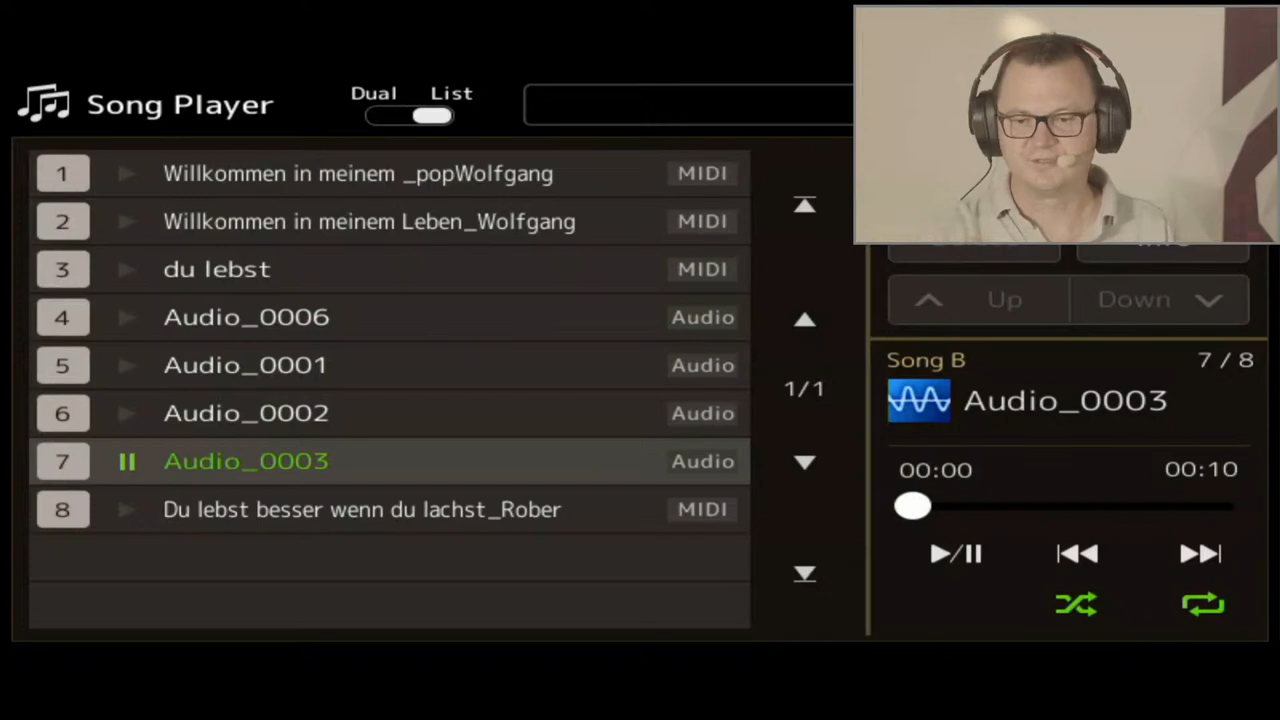 Song Player
Dual List
1 Willkommen in meinem _popWolfgang MIDI
2 Willkommen in meinem Leben_Wolfgang MIDI
3 du lebst MIDI
4 Audio_0006 Audio
5 Audio_0001 Audio
6 Audio_0002 Audio
7 Audio_0003 Audio
8 Du lebst besser wenn du lachst_Rober MIDI
1/1
Up Down
Song B 7 / 8
Audio_0003
00:00 00:10